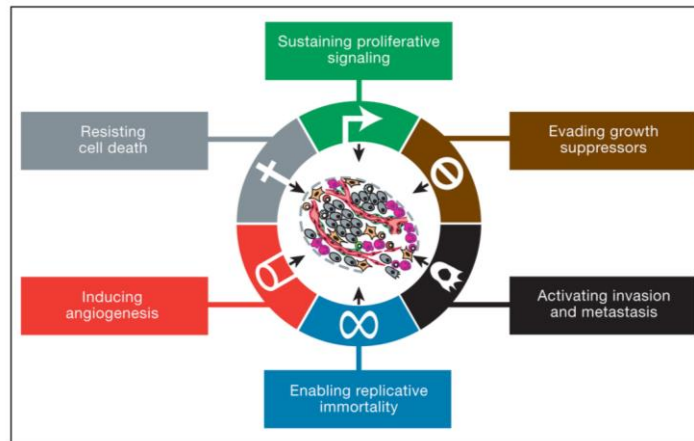 Sustaining proliferative
signaling
Resisting
cell death
Evading growth
suppressors
Inducing
angiogenesis
Activating invasion
and metastasis
Enabling replicative
immortality